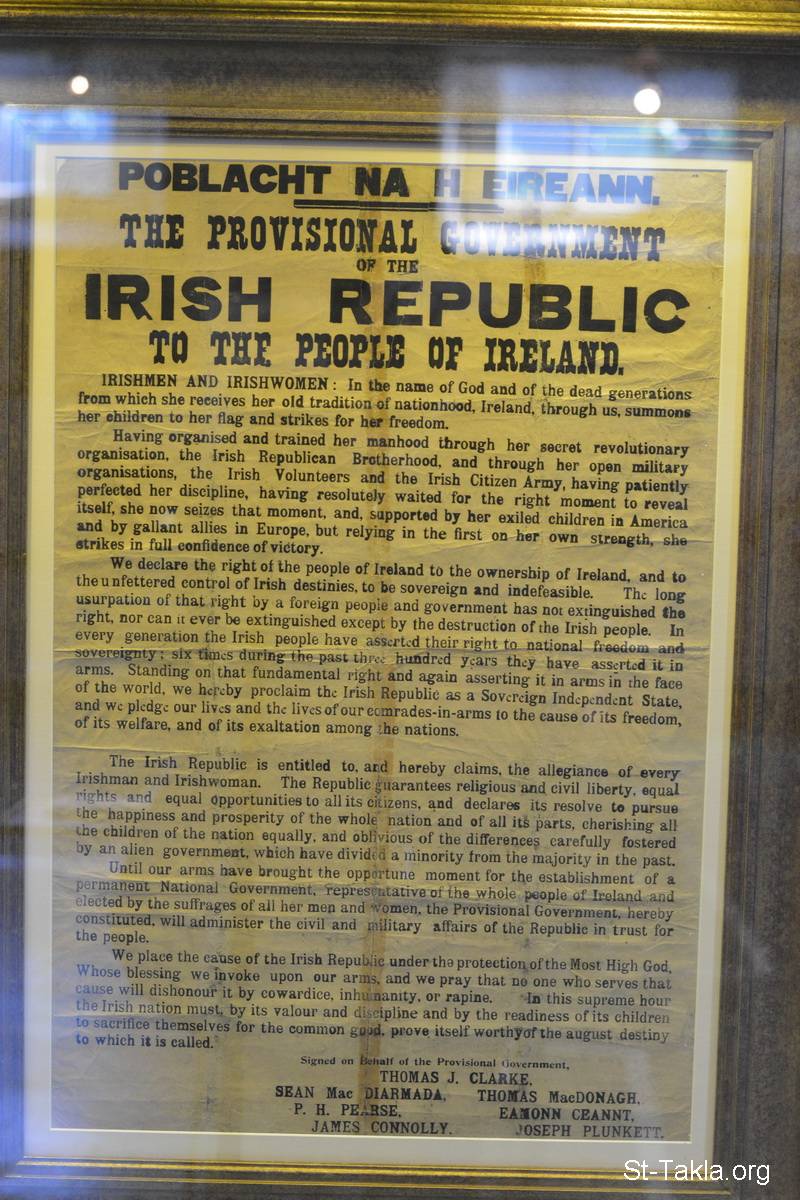 POBLACHT NA H EIREANN.
THE PROVISIONAL GOVERNMENT
OF THE
IRISH REPUBLIC
TO THE PEOPLE OF IRELAND.
IRISHMEN AND IRISHWOMEN : In the name of God and of the dead generations
from which she receives her old tradition of nationhood, Ireland, through us, summons
her children to her flag and strikes for her freedom.
Having organised and trained her manhood through her secret revolutionary
organisation, the Irish Republican Brotherhood, and through her open military
organisations, the Irish Volunteers and the Irish Citizen Army, having patiently
perfected her discipline, having resolutely waited for the right moment to reveal
itself, she now seizes that moment, and, supported by her exiled children in America
and by gallant allies in Europe, but relying in the first on her own strength, she
strikes in full confidence of victory.
We declare the right of the people of Ireland to the ownership of Ireland, and to
the unfettered control of Irish destinies, to be sovereign and indefeasible. The long
usurpation of that right by a foreign people and government has not extinguished the
right, nor can it ever be extinguished except by the destruction of the Irish people. In
every generation the Irish people have asserted their right to national freedom and
sovereignty ; six times during the past three hundred years they have asserted it in
arms. Standing on that fundamental right and again asserting it in arms in the face
of the world, we hereby proclaim the Irish Republic as a Sovereign Independent State,
and we pledge our lives and the lives of our comrades-in-arms to the cause of its freedom,
of its welfare, and of its exaltation among the nations.
The Irish Republic is entitled to, and hereby claims, the allegiance of every
Irishman and Irishwoman. The Republic guarantees religious and civil liberty, equal
rights and equal opportunities to all its citizens, and declares its resolve to pursue
the happiness and prosperity of the whole nation and of all its parts, cherishing all
the children of the nation equally, and oblivious of the differences carefully fostered
by an alien government, which have divided a minority from the majority in the past.
Until our arms have brought the opportune moment for the establishment of a
permanent National Government, representative of the whole people of Ireland and
elected by the suffrages of all her men and women, the Provisional Government, hereby
constituted, will administer the civil and military affairs of the Republic in trust for
the people.
We place the cause of the Irish Republic under the protection of the Most High God,
Whose blessing we invoke upon our arms, and we pray that no one who serves that
cause will dishonour it by cowardice, inhumanity, or rapine. In this supreme hour
the Irish nation must, by its valour and discipline and by the readiness of its children
to sacrifice themselves for the common good, prove itself worthy of the august destiny
to which it is called.
Signed on Behalf of the Provisional Government,
THOMAS J. CLARKE,
SEAN Mac DIARMADA, THOMAS MacDONAGH,
P. H. PEARSE, EAMONN CEANNT,
JAMES CONNOLLY. JOSEPH PLUNKETT.
St-Takla.org